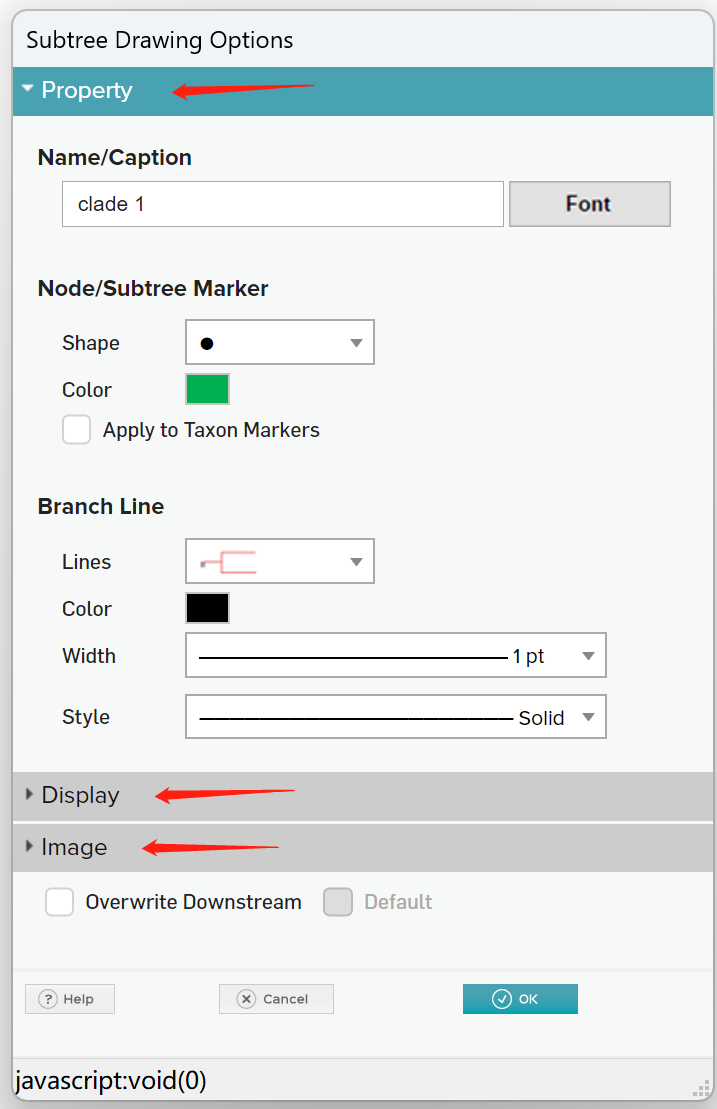 Subtree Drawing Options
Property
Name/Caption
clade 1 Font
Node/Subtree Marker
Shape
Color
Apply to Taxon Markers
Branch Line
Lines
Color
Width 1 pt
Style Solid
Display
Image
Overwrite Downstream Default
? Help Cancel OK
javascript:void(0)